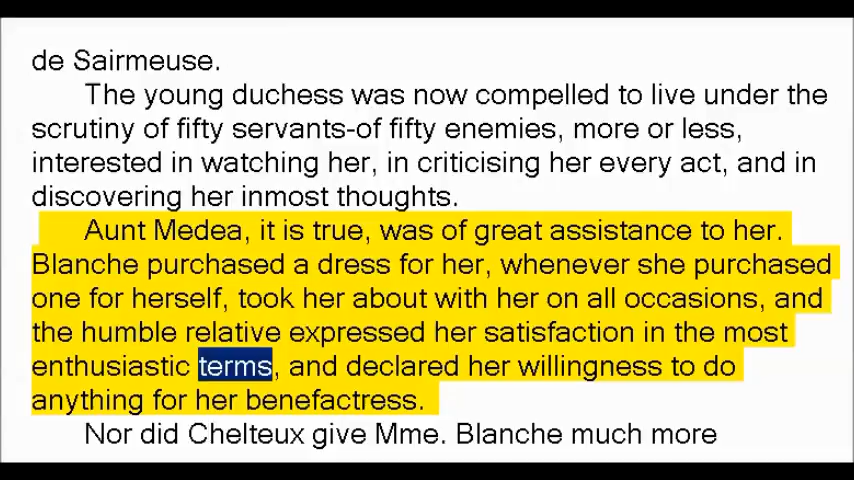 de Sairmeuse.
The young duchess was now compelled to live under the
scrutiny of fifty servants-of fifty enemies, more or less,
interested in watching her, in criticising her every act, and in
discovering her inmost thoughts.
Aunt Medea, it is true, was of great assistance to her.
Blanche purchased a dress for her, whenever she purchased
one for herself, took her about with her on all occasions, and
the humble relative expressed her satisfaction in the most
enthusiastic terms, and declared her willingness to do
anything for her benefactress.
Nor did Chelteux give Mme. Blanche much more